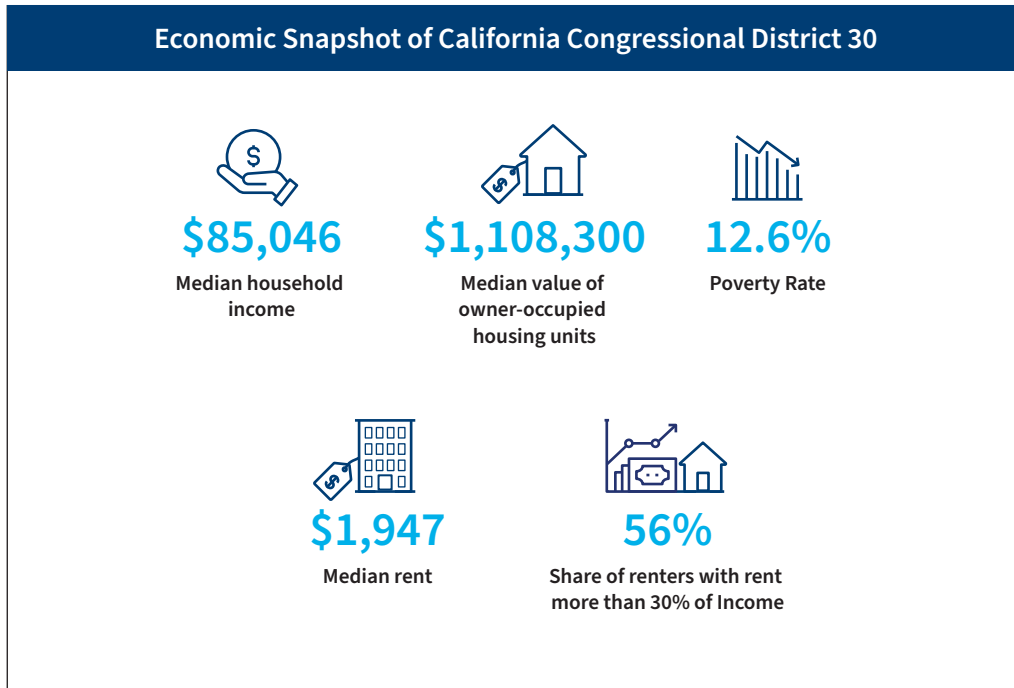 Economic Snapshot of California Congressional District 30
$
$
$85,046
$1,108,300
12.6%
Median household
income
Median value of
owner-occupied
housing units
Poverty Rate
$
$1,947
56%
Median rent
Share of renters with rent
more than 30% of Income